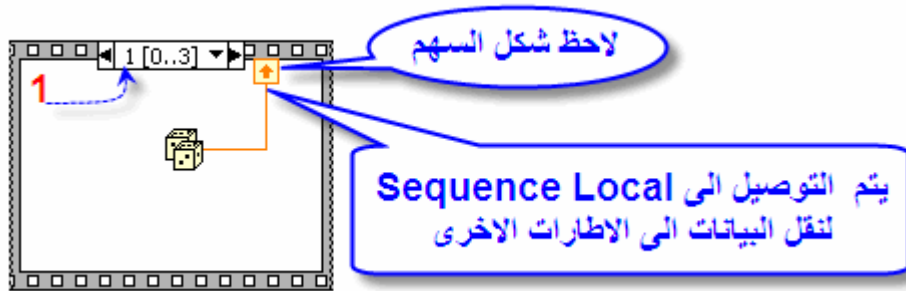 لاحظ شكل السهم
1 [0..3]
1
يتم التوصيل الى Sequence Local
لنقل البيانات الى الاطارات الاخرى